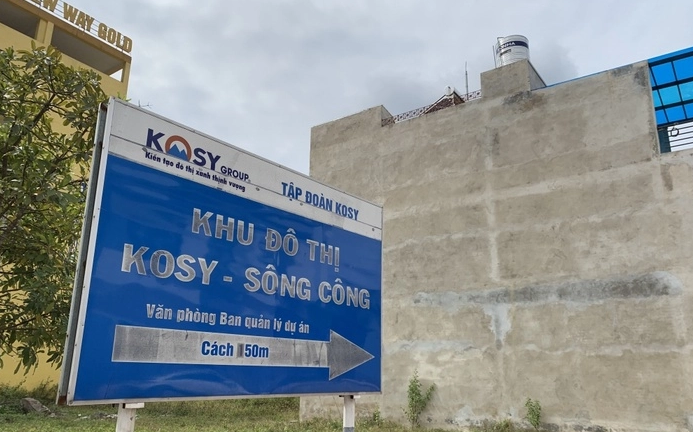 WAY GOLD
KOSY GROUP
Kiến tạo đô thị xanh thịnh vượng
TẬP ĐOÀN KOSY
KHU ĐÔ THỊ
KOSY - SÔNG CÔNG
Văn phòng Ban quản lý dự án
Cách 50m